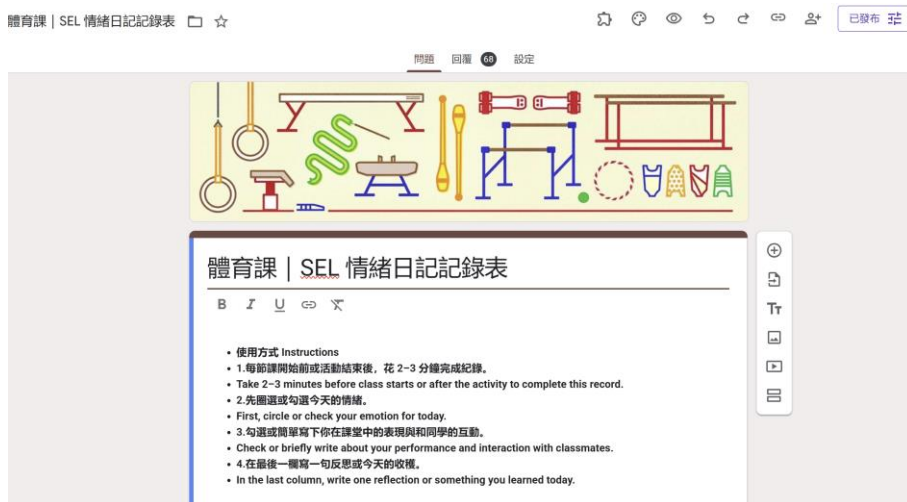 體育課｜SEL 情緒日記記錄表
已發布
問題 回覆 68 設定
體育課｜SEL 情緒日記記錄表
B I U
• 使用方式 Instructions
• 1.每節課開始前或活動結束後，花 2–3 分鐘完成紀錄。
• Take 2–3 minutes before class starts or after the activity to complete this record.
• 2.先圈選或勾選今天的情緒。
• First, circle or check your emotion for today.
• 3.勾選或簡單寫下你在課堂中的表現與和同學的互動。
• Check or briefly write about your performance and interaction with classmates.
• 4.在最後一欄寫一句反思或今天的收穫。
• In the last column, write one reflection or something you learned today.
Tт